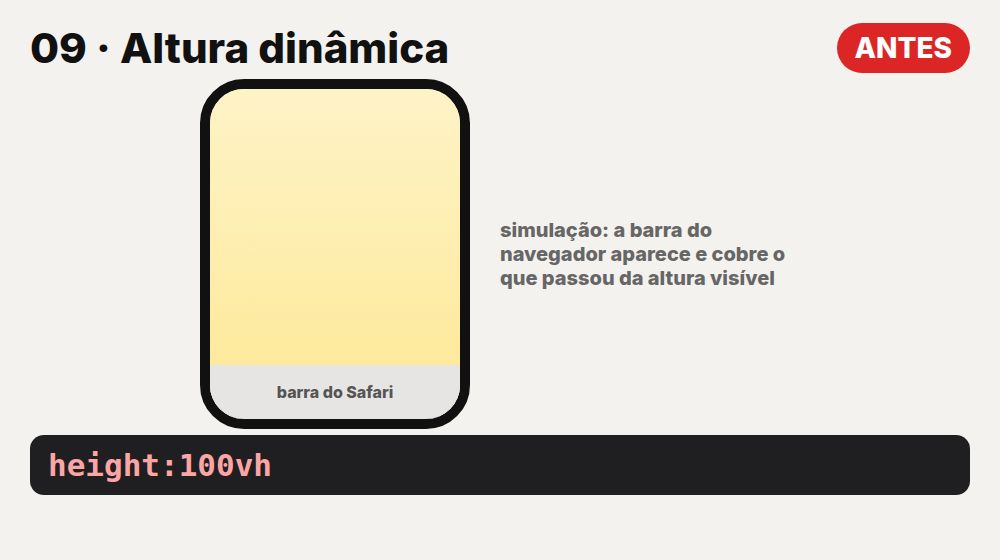 09 · Altura dinâmica
ANTES
simulação: a barra do
navegador aparece e cobre o
que passou da altura visível
barra do Safari
height:100vh